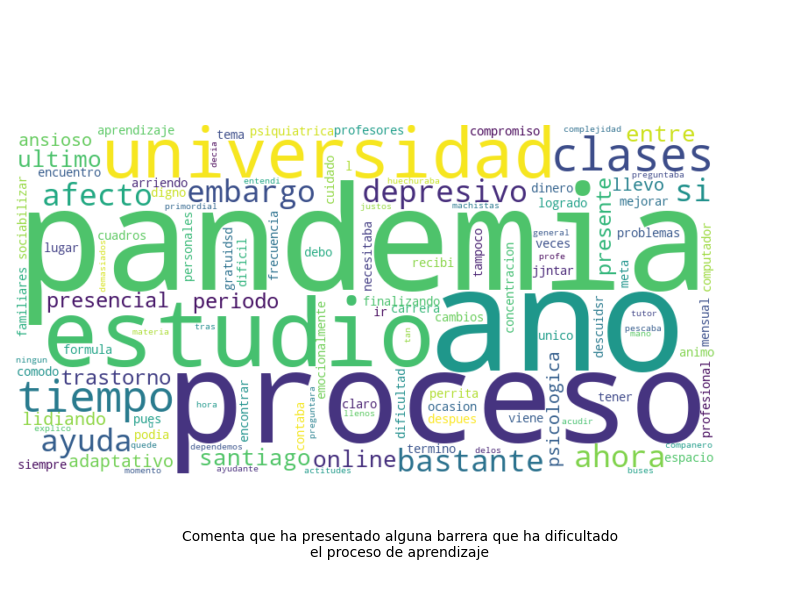 aprendizaje
tema
psiquiatrica
profesores
compromiso
complejidad
entre
ansioso
universidad
decia
clases
preguntaba
ultimo
encuentro
entendi
cuidado
l
huechuraba
arriendo
digno
afecto
embargo
depresivo
dinero
llevo
si
primordial
justos
machistas
logrado
mejorar
sociabilizar
familiares
pandemia
cuadros
lugar
demasiados
personales
gratuidsd
dificill
frecuencia
debo
necesitaba
recibi
tampoco
concentracion
general
veces
profe
jjntar
presente
problemas
meta
computador
presencial
periodo
finalizando
carrera
ir
cambios
estudio
ano
materia
tras
emocionalmente
tan
unico
descuidsr
tutor
pescaba
mano
mensual
animo
formula
ningun
comodo
trastorno
tiempo
proceso
hora
encontrar
contaba
preguntara
claro
llenos
dificultad
perrita
ocasion
despues
viene
psicologica
tener
acudir
profesional
lidiando
explico
pues
podia
quede
ayuda
dependemos
termino
delos
companero
siempre
adaptativo
momento
santiago
ayudante
online
actitudes
bastante
ahora
espacio
buses
Comenta que ha presentado alguna barrera que ha dificultado
el proceso de aprendizaje